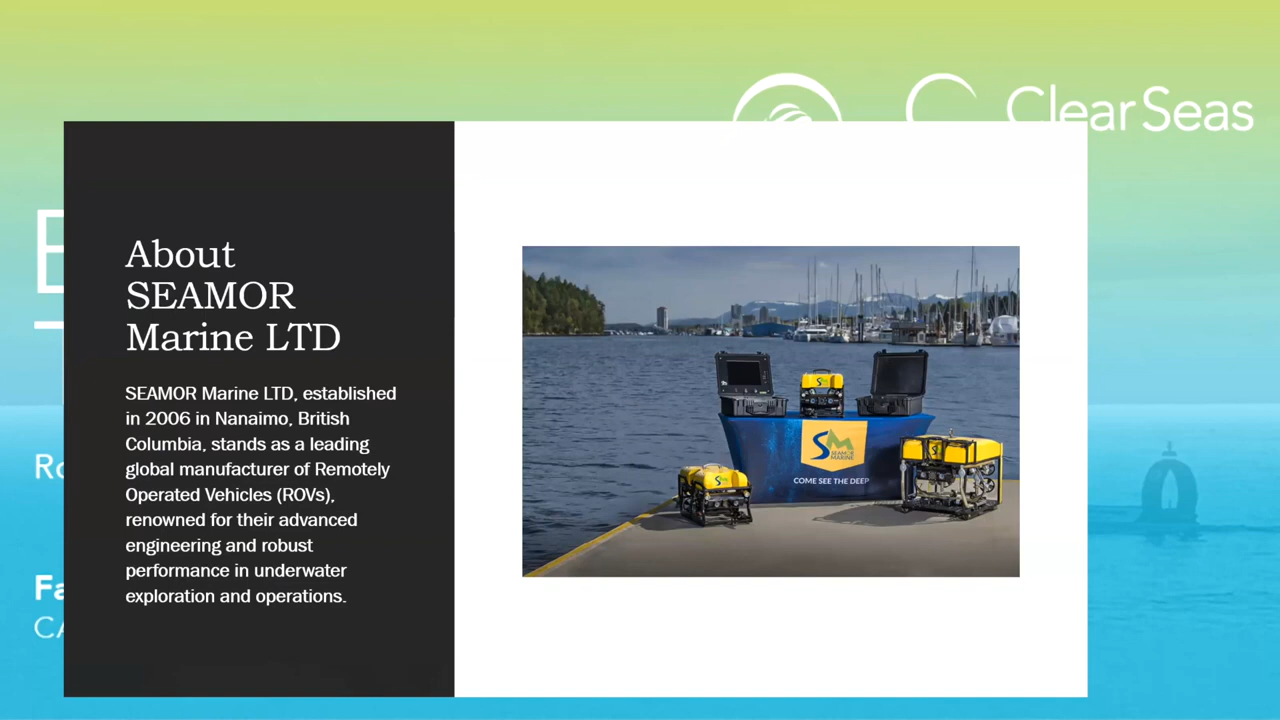 Clear Seas
About
SEAMOR
Marine LTD
SEAMOR Marine LTD, established
in 2006 in Nanaimo, British
Columbia, stands as a leading
global manufacturer of Remotely
Operated Vehicles (ROVs),
renowned for their advanced
engineering and robust
performance in underwater
exploration and operations.
SM
SEAMOR
MARINE
COME SEE THE DEEP